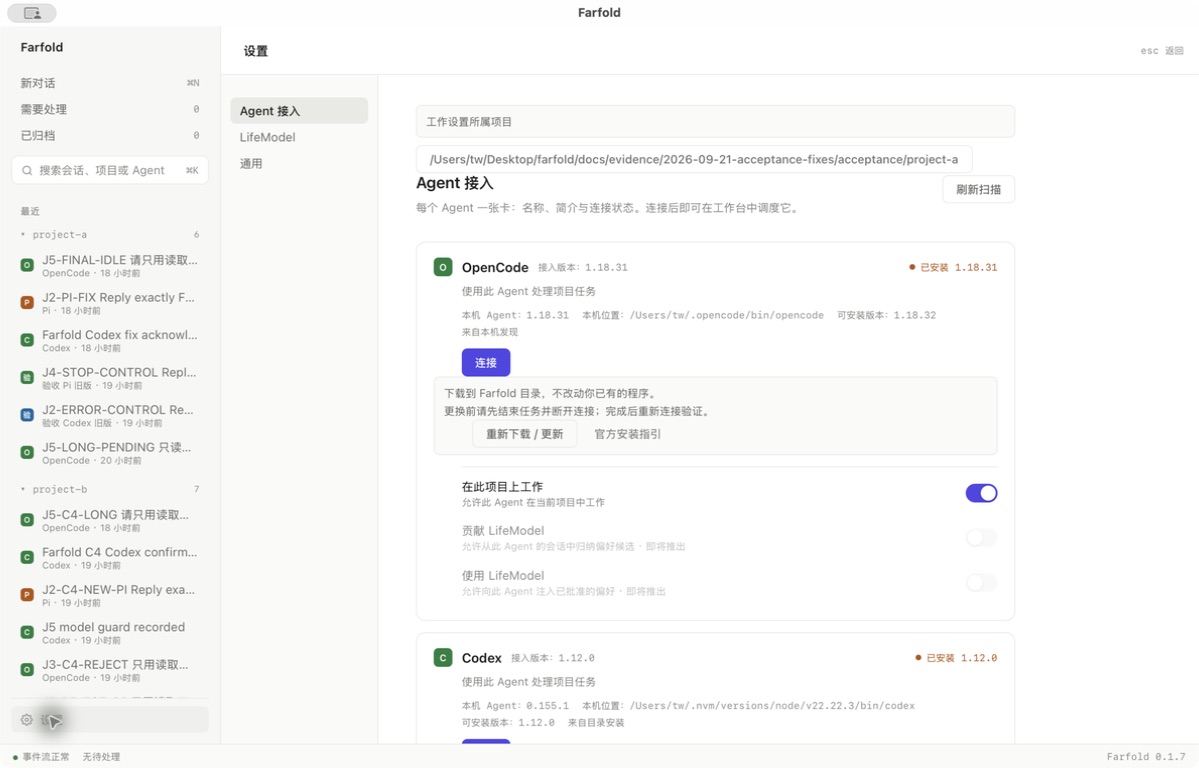 Farfold
Farfold
新对话 ⌘N
需要处理 0
已归档 0
搜索会话、项目或 Agent ⌘K
最近
• project-a 6
O J5-FINAL-IDLE 请只用读取...
OpenCode · 18 小时前
P J2-PI-FIX Reply exactly F...
Pi · 18 小时前
C Farfold Codex fix acknowl...
Codex · 18 小时前
验 J4-STOP-CONTROL Repl...
验收 Pi 旧版 · 19 小时前
验 J2-ERROR-CONTROL Re...
验收 Codex 旧版 · 19 小时前
O J5-LONG-PENDING 只读...
OpenCode · 20 小时前
• project-b 7
O J5-C4-LONG 请只用读取...
OpenCode · 18 小时前
C Farfold C4 Codex confirm...
Codex · 19 小时前
P J2-C4-NEW-PI Reply exa...
Pi · 19 小时前
C J5 model guard recorded
Codex · 19 小时前
O J3-C4-REJECT 只用读取...
OpenCode · 19 小时前
设置 esc 返回
Agent 接入
LifeModel
通用
工作设置所属项目
/Users/tw/Desktop/farfold/docs/evidence/2026-09-21-acceptance-fixes/acceptance/project-a
Agent 接入
刷新扫描
每个 Agent 一张卡：名称、简介与连接状态。连接后即可在工作台中调度它。
O OpenCode 接入版本：1.18.31 已安装 1.18.31
使用此 Agent 处理项目任务
本机 Agent：1.18.31 本机位置：/Users/tw/.opencode/bin/opencode 可安装版本：1.18.32
来自本机发现
连接
下载到 Farfold 目录，不改动你已有的程序。
更换前请先结束任务并断开连接；完成后重新连接验证。
重新下载 / 更新 官方安装指引
在此项目上工作
允许此 Agent 在当前项目中工作
贡献 LifeModel
允许从此 Agent 的会话中归纳偏好候选 · 即将推出
使用 LifeModel
允许向此 Agent 注入已批准的偏好 · 即将推出
C Codex 接入版本：1.12.0 已安装 1.12.0
使用此 Agent 处理项目任务
本机 Agent：0.155.1 本机位置：/Users/tw/.nvm/versions/node/v22.22.3/bin/codex
可安装版本：1.12.0 来自目录安装
事件流正常 无待处理 Farfold 0.1.7